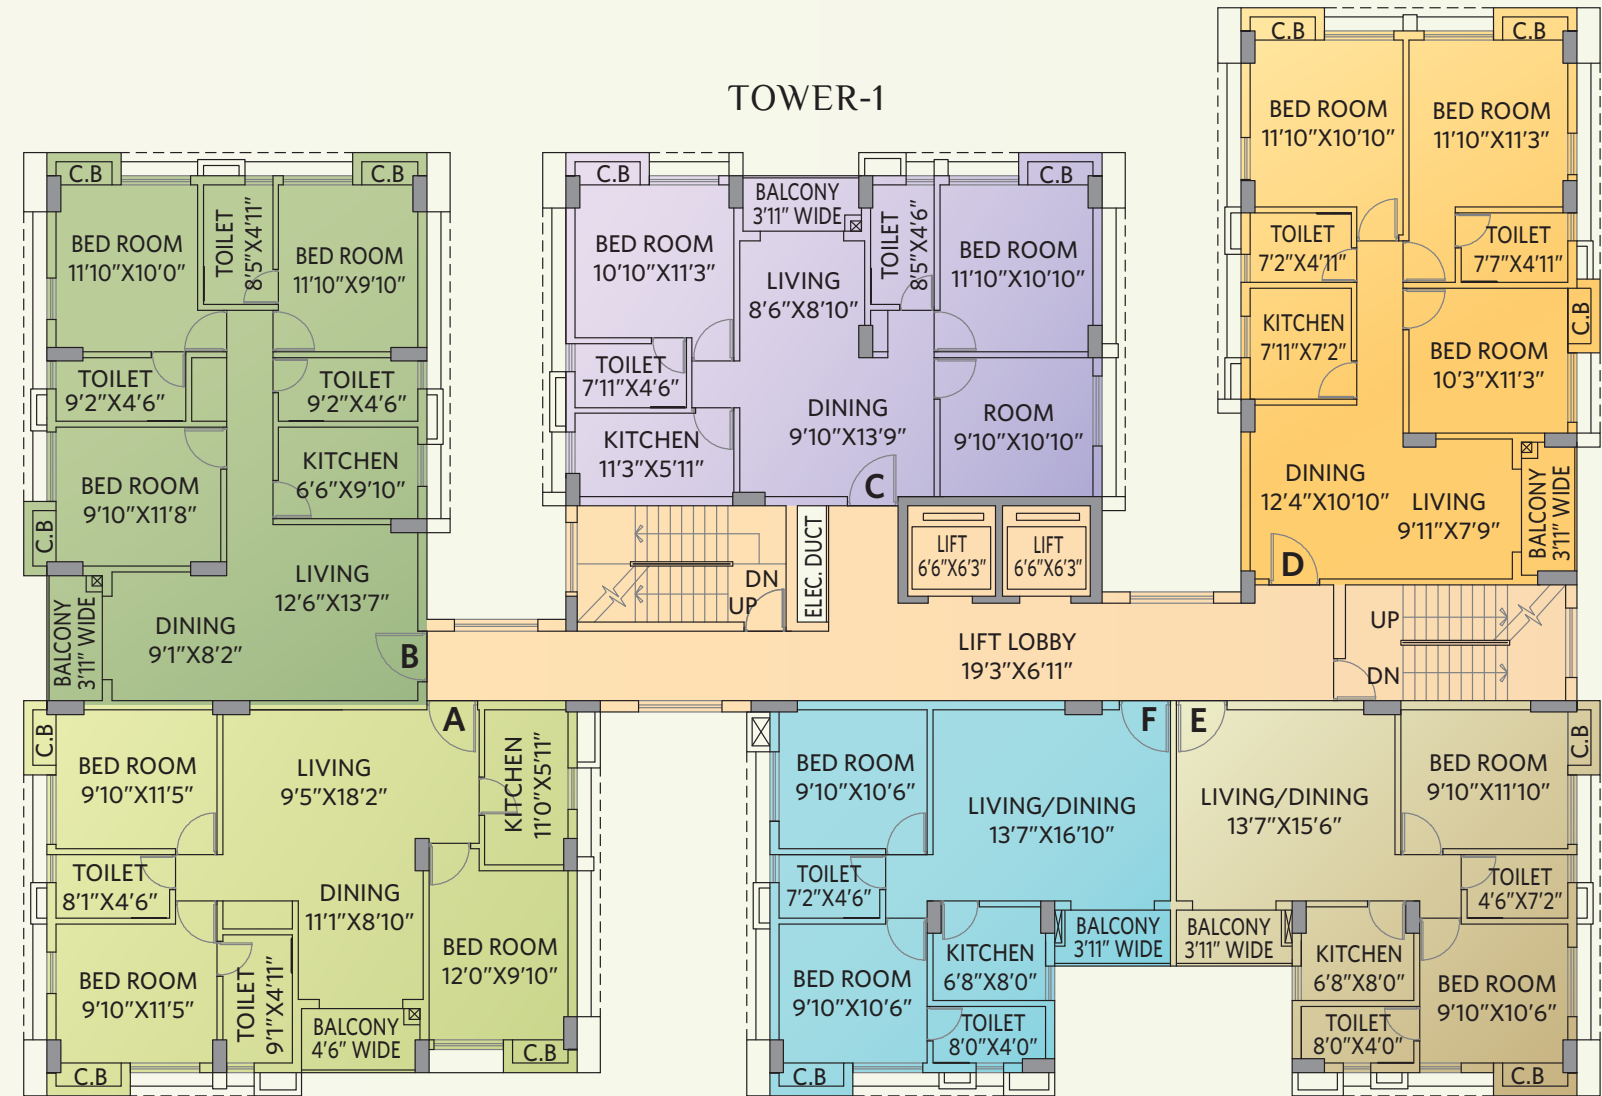 TOWER-1
C.B
C.B
BED ROOM
11'10"X10'0"
TOILET
8'5"X4'11"
BED ROOM
11'10"X9'10"
TOILET
9'2"X4'6"
TOILET
9'2"X4'6"
BED ROOM
9'10"X11'8"
KITCHEN
6'6"X9'10"
C.B
LIVING
12'6"X13'7"
DINING
9'1"X8'2"
BALCONY
3'11" WIDE
B
C.B
BALCONY
3'11" WIDE
C.B
BED ROOM
10'10"X11'3"
LIVING
8'6"X8'10"
TOILET
8'5"X4'6"
BED ROOM
11'10"X10'10"
TOILET
7'11"X4'6"
KITCHEN
11'3"X5'11"
DINING
9'10"X13'9"
ROOM
9'10"X10'10"
C
C.B
C.B
BED ROOM
11'10"X10'10"
BED ROOM
11'10"X11'3"
TOILET
7'2"X4'11"
TOILET
7'7"X4'11"
KITCHEN
7'11"X7'2"
BED ROOM
10'3"X11'3"
C.B
DINING
12'4"X10'10"
LIVING
9'11"X7'9"
BALCONY
3'11" WIDE
D
DN
UP
ELEC. DUCT
LIFT
6'6"X6'3"
LIFT
6'6"X6'3"
LIFT LOBBY
19'3"X6'11"
UP
DN
C.B
BED ROOM
9'10"X11'5"
LIVING
9'5"X18'2"
A
KITCHEN
11'0"X5'11"
TOILET
8'1"X4'6"
DINING
11'1"X8'10"
BED ROOM
12'0"X9'10"
BED ROOM
9'10"X11'5"
TOILET
9'1"X4'11"
BALCONY
4'6" WIDE
C.B
C.B
BED ROOM
9'10"X10'6"
LIVING/DINING
13'7"X16'10"
F
TOILET
7'2"X4'6"
BALCONY
3'11" WIDE
KITCHEN
6'8"X8'0"
BED ROOM
9'10"X10'6"
TOILET
8'0"X4'0"
C.B
E
LIVING/DINING
13'7"X15'6"
BED ROOM
9'10"X11'10"
C.B
TOILET
4'6"X7'2"
BALCONY
3'11" WIDE
KITCHEN
6'8"X8'0"
BED ROOM
9'10"X10'6"
TOILET
8'0"X4'0"
C.B